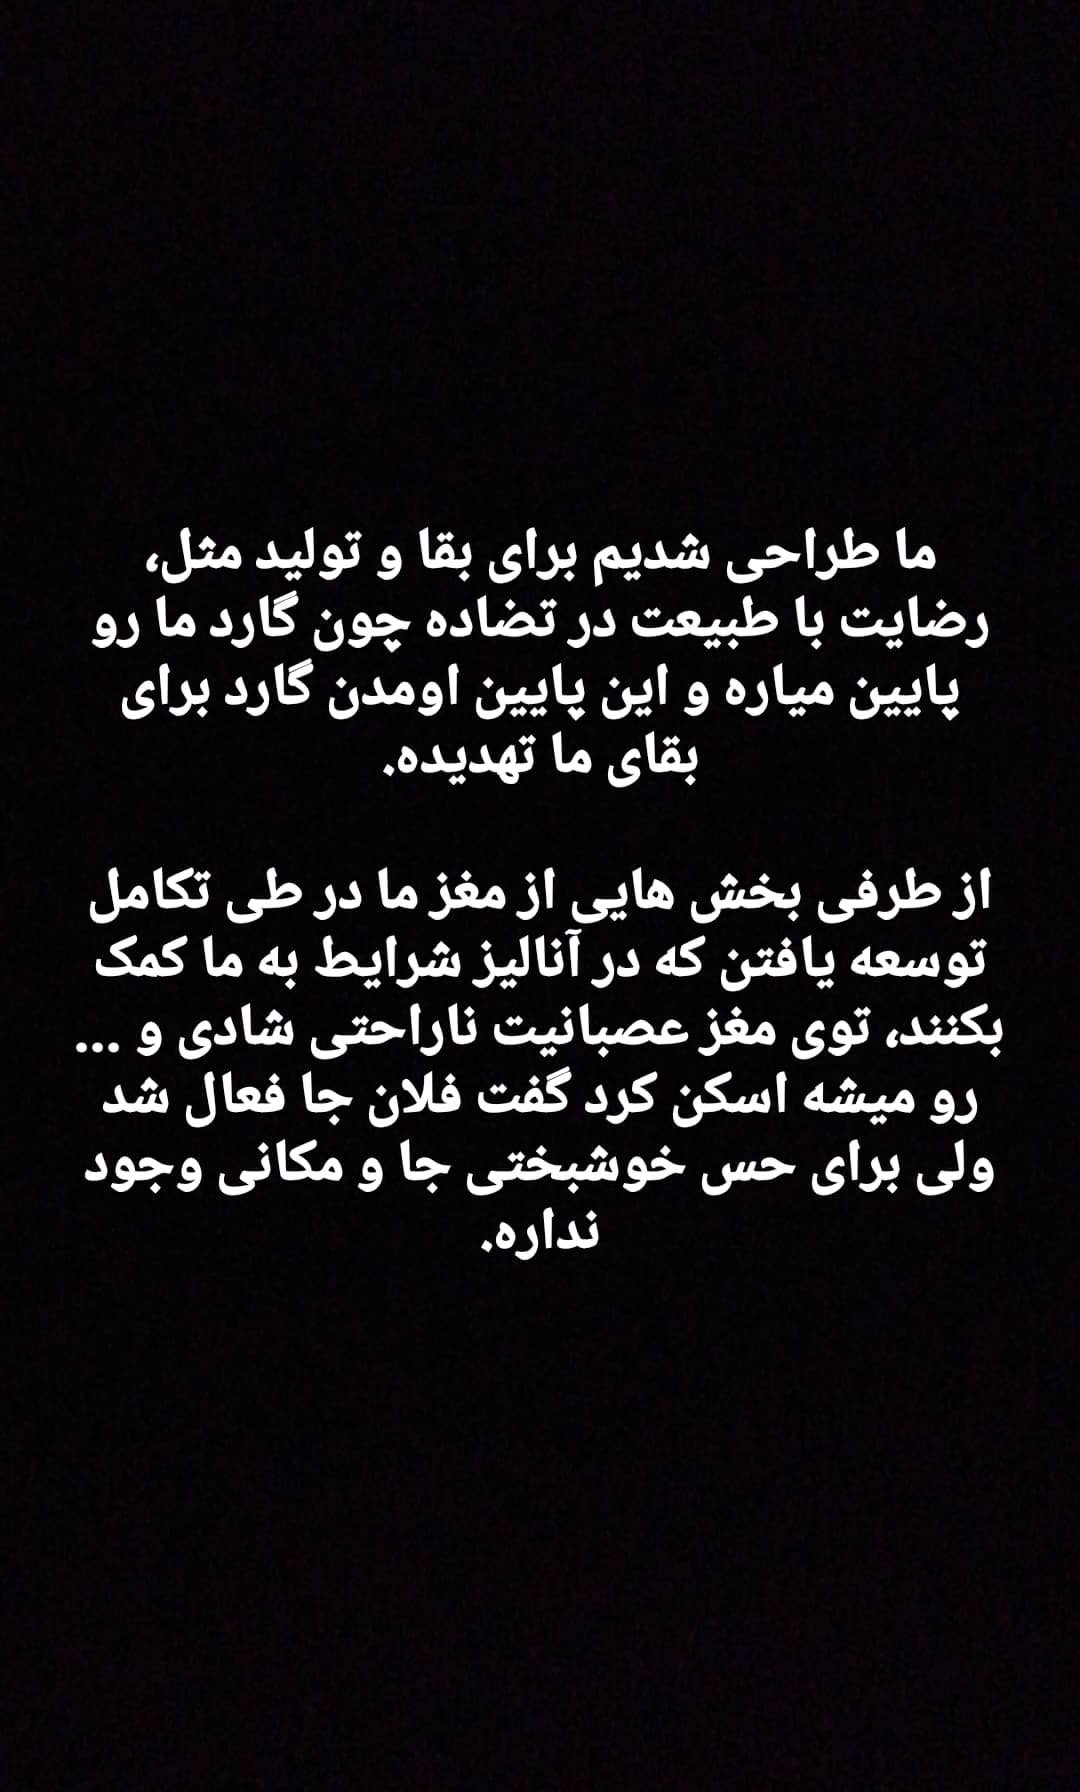 ما طراحی شدیم برای بقا و تولید مثل،
رضایت با طبیعت در تضاده چون گارد ما رو
پایین میاره و این پایین اومدن گارد برای
بقای ما تهدیده.
از طرفی بخش هایی از مغز ما در طی تکامل
توسعه یافتن که در آنالیز شرایط به ما کمک
بکنند، توی مغز عصبانیت ناراحتی شادی و ...
رو میشه اسکن کرد گفت فلان جا فعال شد
ولی برای حس خوشبختی جا و مکانی وجود
نداره.